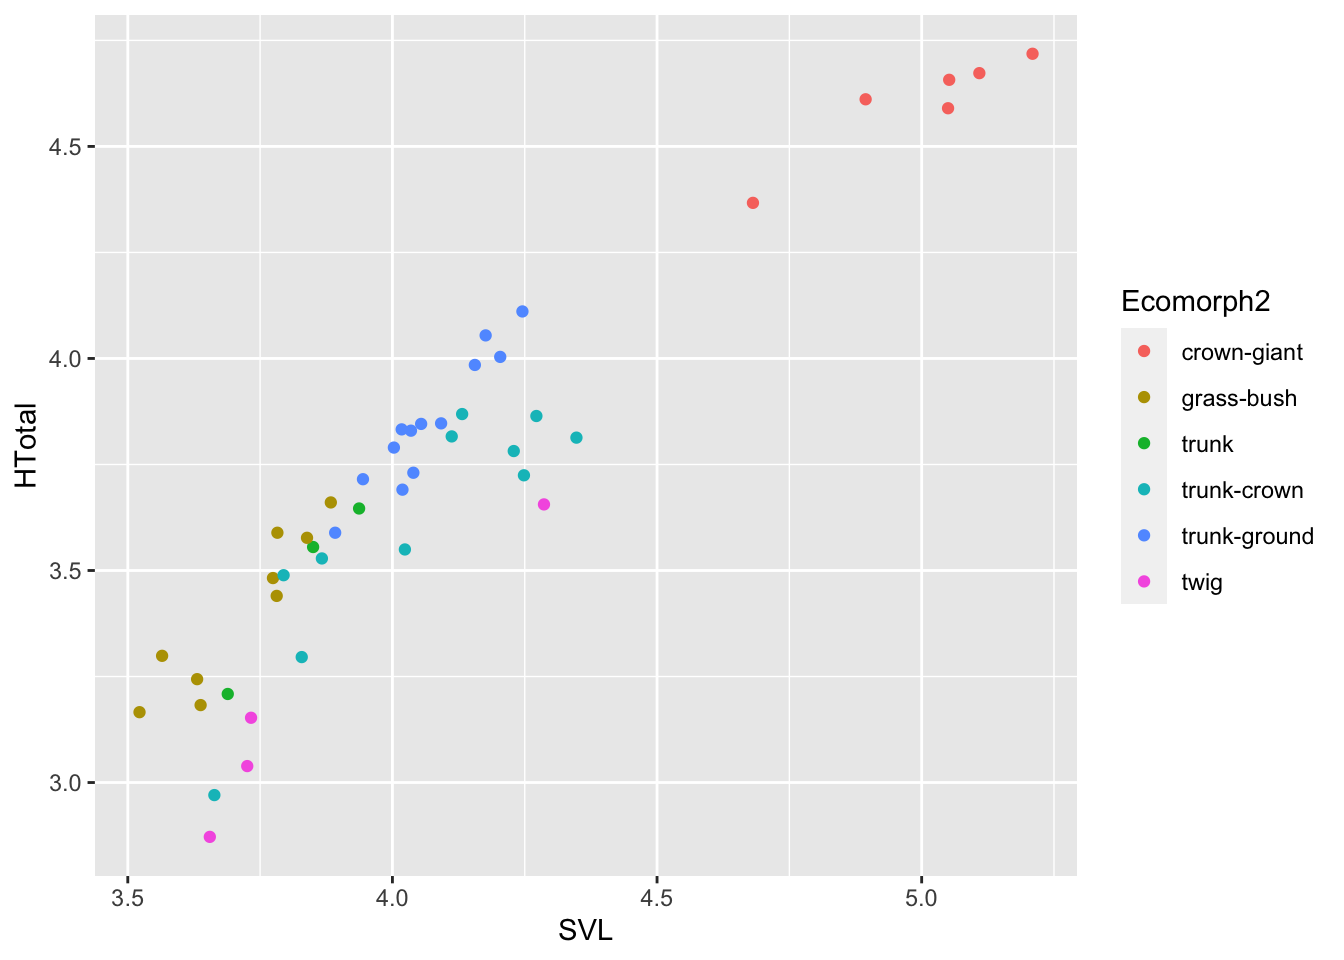 4.5
4.0
3.5
3.0
HTotal
3.5
4.0
4.5
5.0
SVL
Ecomorph2
crown-giant
grass-bush
trunk
trunk-crown
trunk-ground
twig